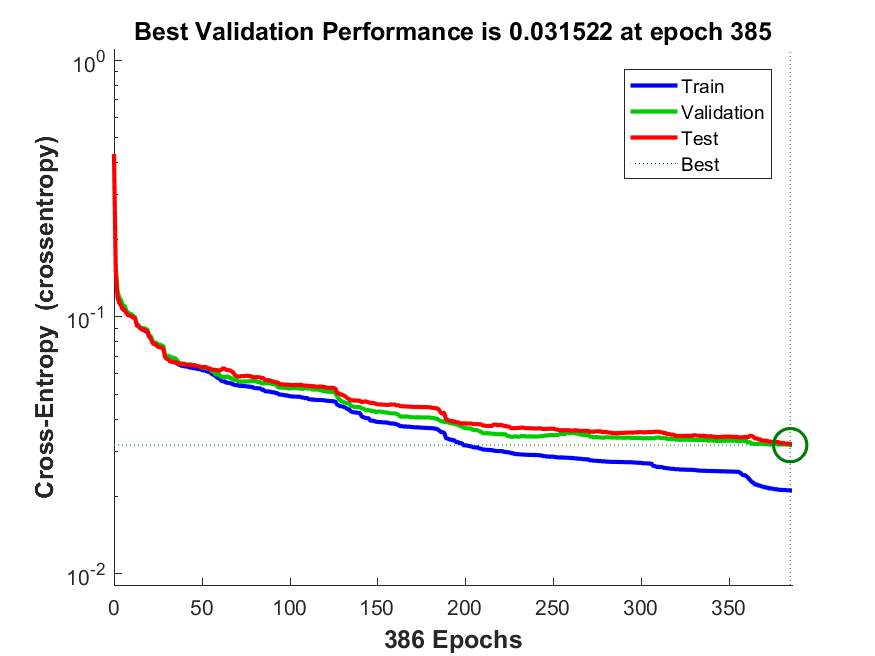 Best Validation Performance is 0.031522 at epoch 385
Cross-Entropy (crossentropy)
10^0
10^-1
10^-2
Train
Validation
Test
Best
0 50 100 150 200 250 300 350
386 Epochs